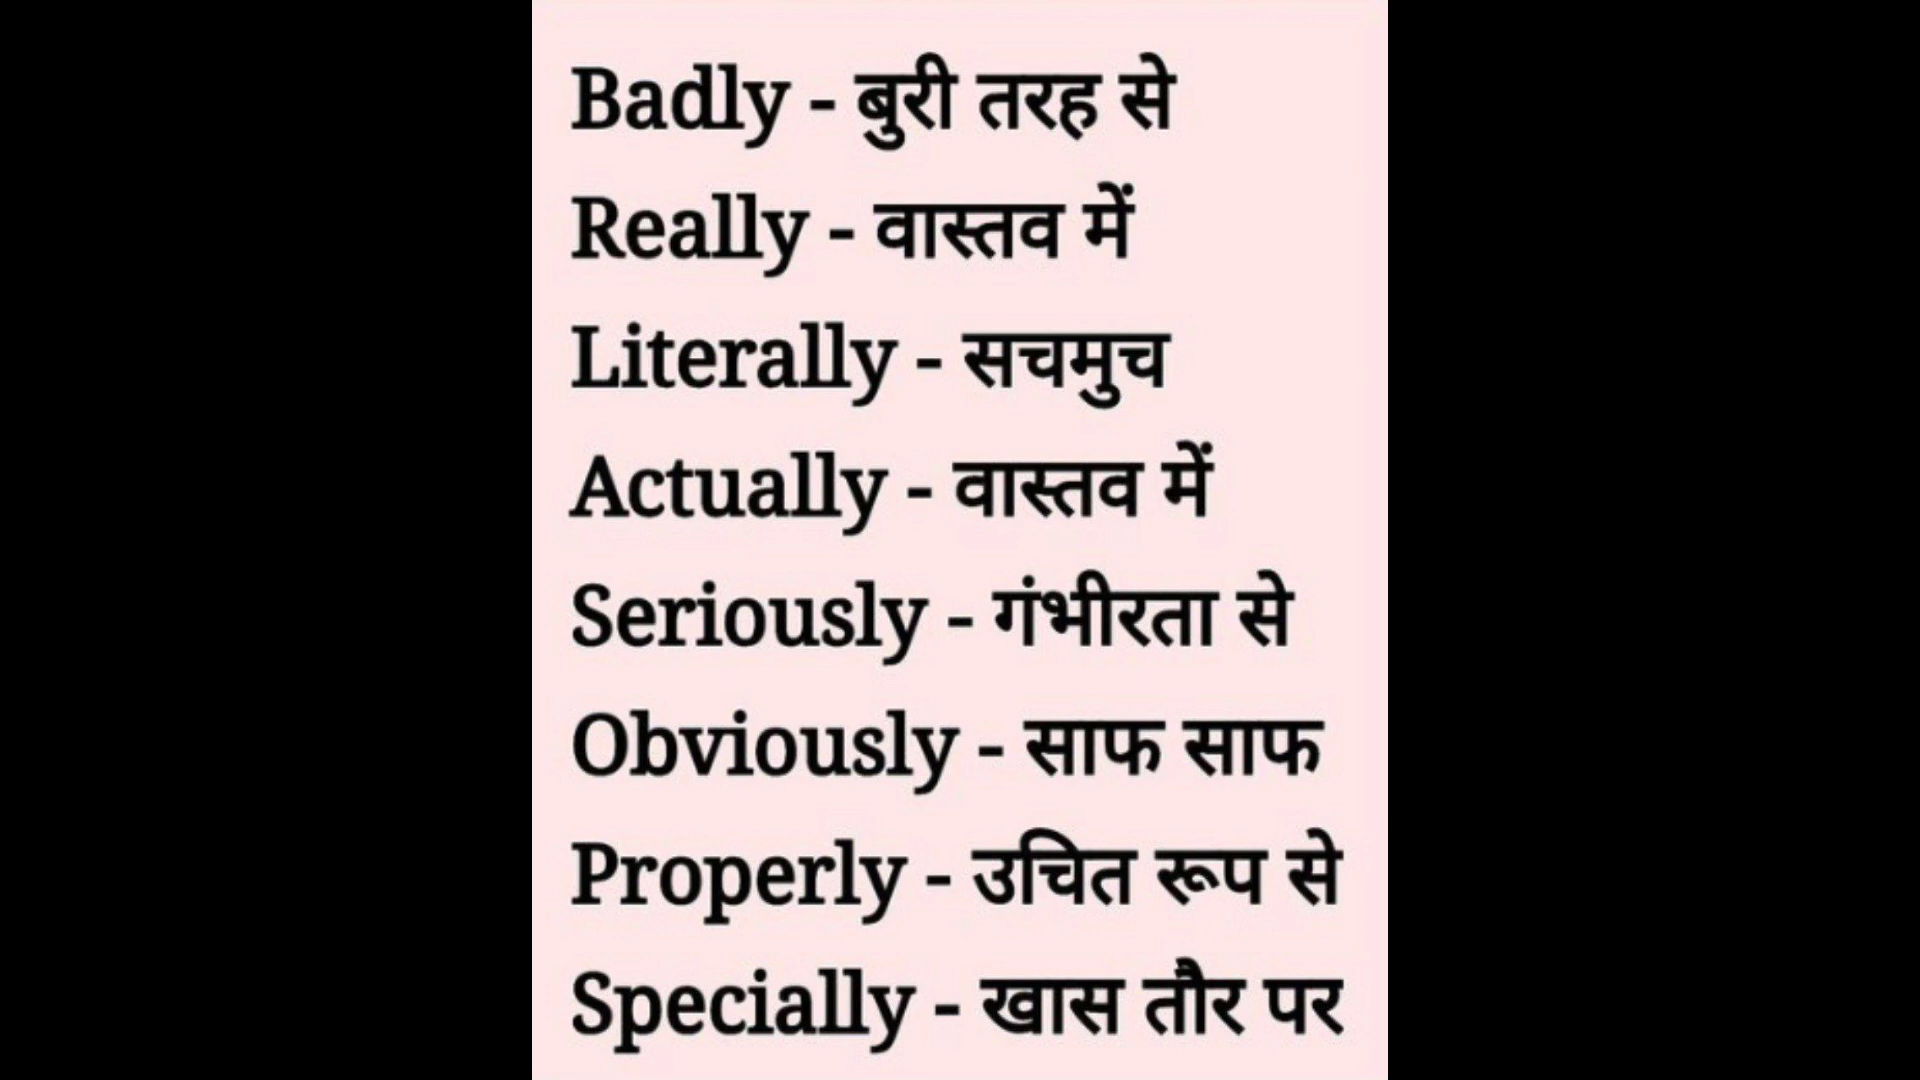 Badly - बुरी तरह से
Really - वास्तव में
Literally - सचमुच
Actually - वास्तव में
Seriously - गंभीरता से
Obviously - साफ साफ
Properly - उचित रूप से
Specially - खास तौर पर